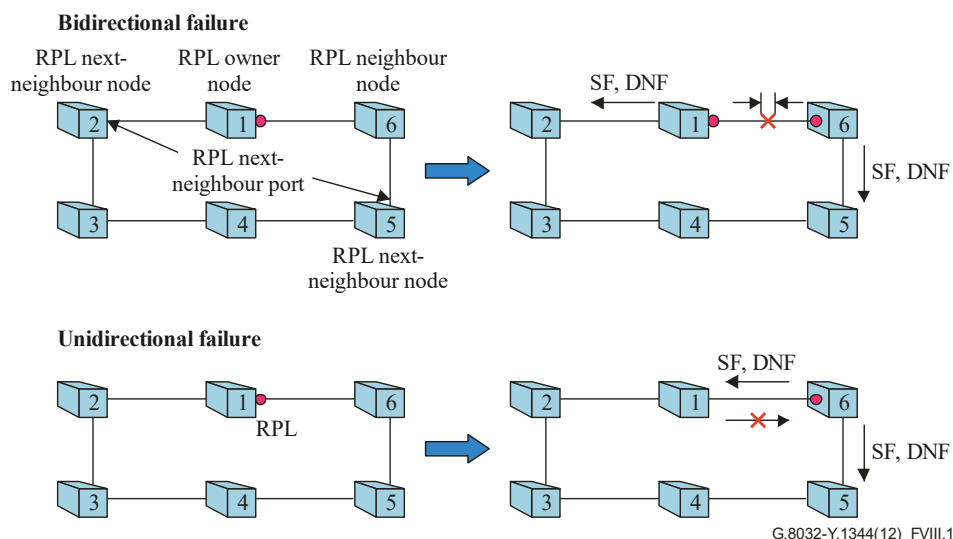 Bidirectional failure
RPL next-
neighbour node
RPL owner
node
RPL neighbour
node
2
1
6
RPL next-
neighbour port
3
4
5
RPL next-
neighbour node
SF, DNF
2
1
6
SF, DNF
3
4
5
Unidirectional failure
2
1
6
RPL
3
4
5
SF, DNF
2
1
6
SF, DNF
3
4
5
G.8032-Y.1344(12)_FVIII.1